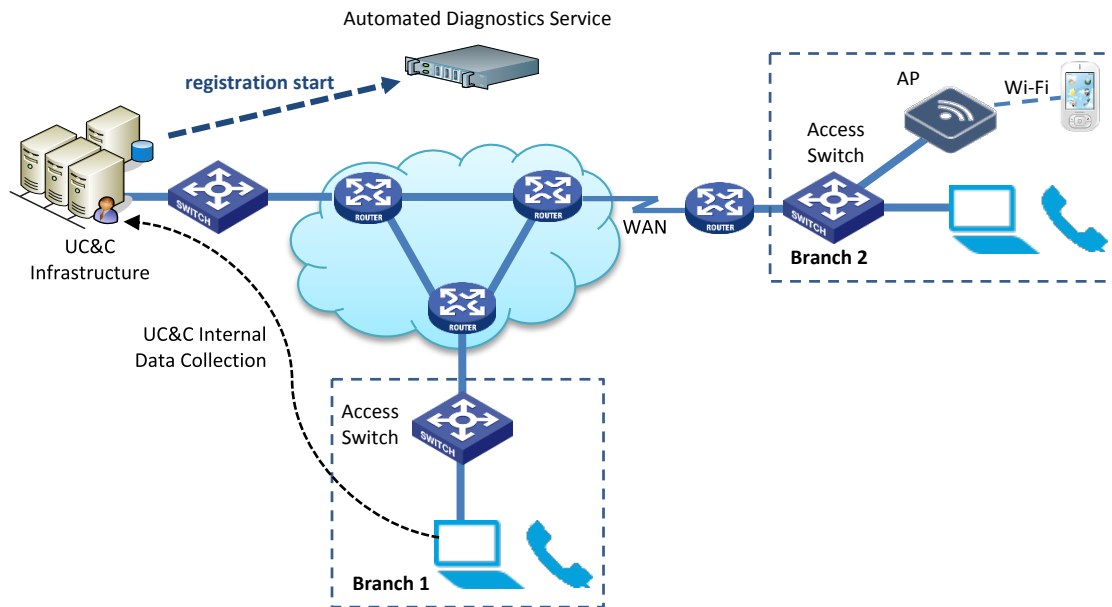 Automated Diagnostics Service
registration start
AP
Wi-Fi
Access
Switch
SWITCH
ROUTER
ROUTER
WAN
ROUTER
SWITCH
UC&C
Infrastructure
Branch 2
ROUTER
UC&C Internal
Data Collection
Access
Switch
SWITCH
Branch 1